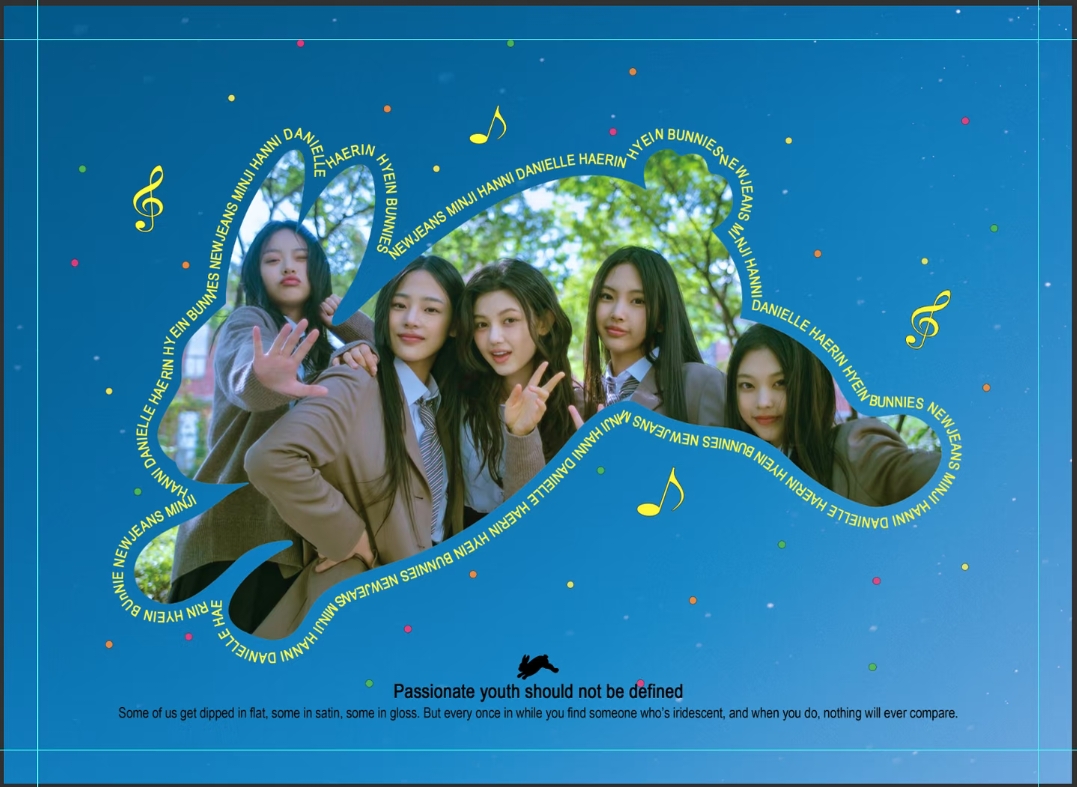 HANNI DANIELLE HAERIN HYEIN BUNNIES NEWJEANS MINJI HANNI DANIELLE HAERIN HYEIN BUNNIES NEWJEANS MINJI HANNI DANIELLE HAERIN HYEIN BUNNIES NEWJEANS MINJI HANNI DANIELLE HAERIN HYEIN BUNNIES NEWJEANS MINJI HANNI DANIELLE HAERIN HYEIN BUNNIES NEWJEANS MINJI HANNI DANIELLE HAERIN HYEIN BUNNIES NEWJEANS MINJI HANNI DANIELLE HAE RIN HYEIN BUNNIE NEWJEANS MINJI
Passionate youth should not be defined
Some of us get dipped in flat, some in satin, some in gloss. But every once in while you find someone who's iridescent, and when you do, nothing will ever compare.